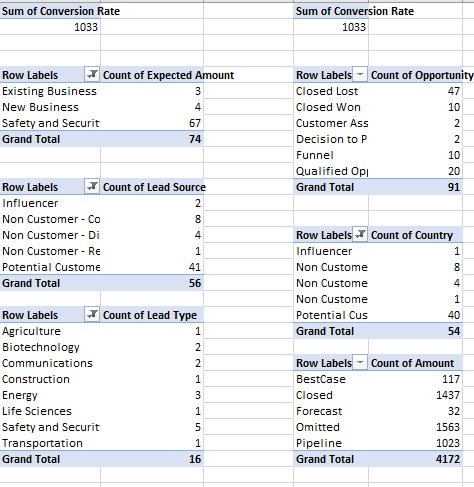 Sum of Conversion Rate
1033
Row Labels Count of Expected Amount
Existing Business 3
New Business 4
Safety and Securit 67
Grand Total 74
Row Labels Count of Lead Source
Influencer 2
Non Customer - Co 8
Non Customer - Di 4
Non Customer - Re 1
Potential Custome 41
Grand Total 56
Row Labels Count of Lead Type
Agriculture 1
Biotechnology 2
Communications 2
Construction 1
Energy 3
Life Sciences 1
Safety and Securit 5
Transportation 1
Grand Total 16
Sum of Conversion Rate
1033
Row Labels Count of Opportunity
Closed Lost 47
Closed Won 10
Customer Ass 2
Decision to P 2
Funnel 10
Qualified Opp 20
Grand Total 91
Row Labels Count of Country
Influencer 1
Non Custome 8
Non Custome 4
Non Custome 1
Potential Cus 40
Grand Total 54
Row Labels Count of Amount
BestCase 117
Closed 1437
Forecast 32
Omitted 1563
Pipeline 1023
Grand Total 4172